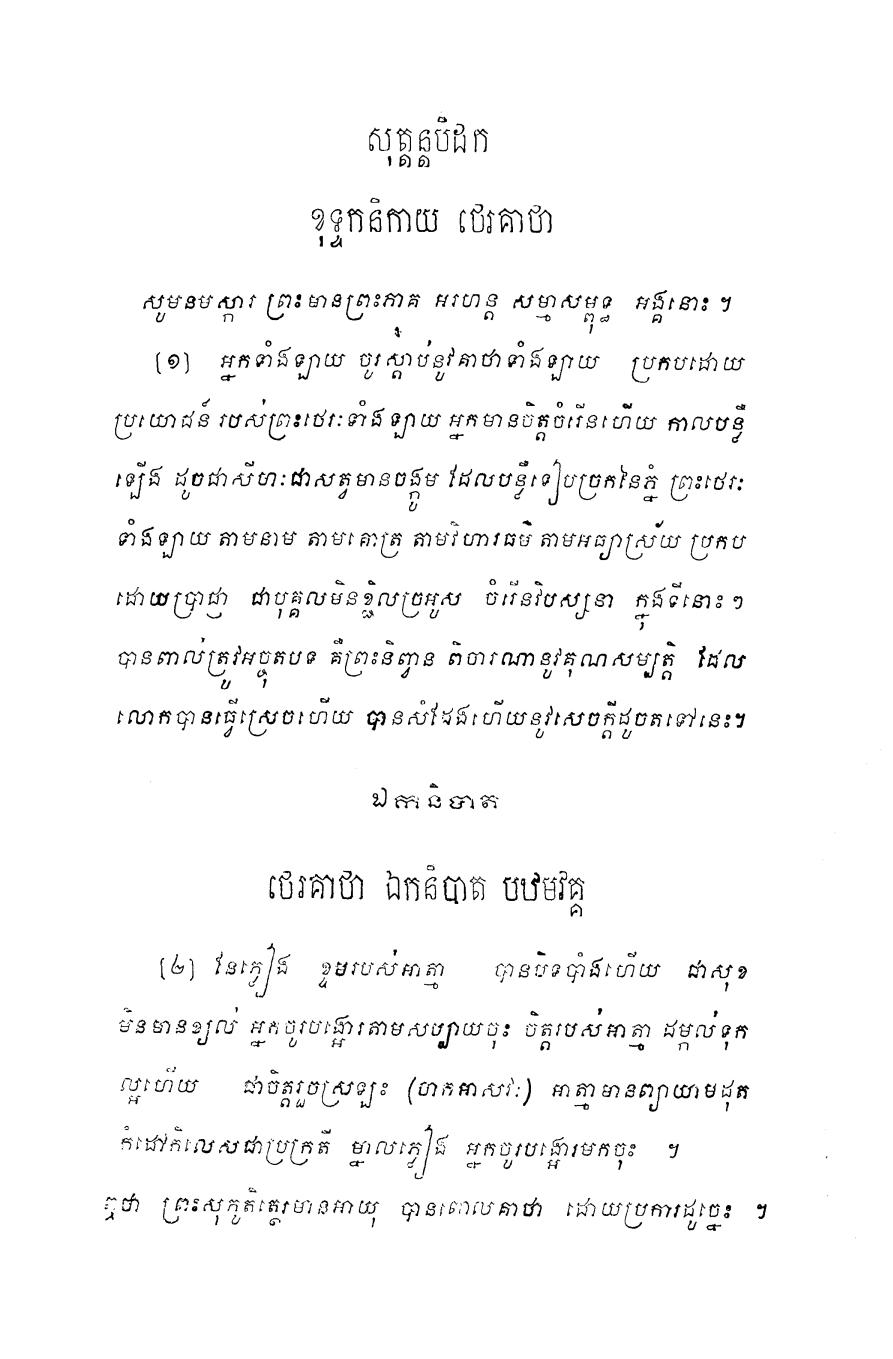 សុត្តន្តបិដក
ខុទ្ទកនិកាយ ថេរគាថា
សូមនមស្ការ ព្រះមានព្រះភាគ អរហន្ត សម្មាសម្ពុទ្ធ អង្គនោះ ។
(១) អ្នកទាំងឡាយ ចូរស្តាប់នូវគាថាទាំងឡាយ ប្រកបដោយ
ប្រយោជន៍ របស់ព្រះថេរៈទាំងឡាយ អ្នកមានចិត្តចំរើនហើយ កាលបន្លឺ
ឡើង ដូចជាសីហៈជាសត្វមានចង្កូម ដែលបន្លឺទៀបច្រកនៃភ្នំ ព្រះថេរៈ
ទាំងឡាយ តាមនាម តាមគោត្រ តាមវិហារធម៌ តាមអធ្យាស្រ័យ ប្រកប
ដោយប្រាជ្ញា ជាបុគ្គលមិនខ្ជិលច្រអូស ចំរើនវិបស្សនា ក្នុងទីនោះ ៗ
បានពាល់ត្រូវអច្ចុតបទ គឺព្រះនិព្វាន ពិចារណានូវគុណសម្បត្តិ ដែល
លោកបានធ្វើស្រេចហើយ បានសំដែងហើយនូវសេចក្តីដូចតទៅនេះ។
ឯកនិបាត
ថេរគាថា ឯកនិបាត បឋមវគ្គ
(២) នែភ្លៀង ខ្ទមរបស់អាត្មា បានបិទបាំងហើយ ជាសុខ
មិនមានខ្យល់ អ្នកចូរបង្អោរតាមសប្បាយចុះ ចិត្តរបស់អាត្មា ដម្កល់ទុក
ល្អហើយ ជាចិត្តរួចស្រឡះ (ចាកអាសវៈ) អាត្មាមានព្យាយាមដុត
កំដៅកិលេសជាប្រក្រតី ម្នាលភ្លៀង អ្នកចូរបង្អោរមកចុះ ។
ឮថា ព្រះសុភូតិត្ថេរមានអាយុ បានពោលគាថា ដោយប្រការដូច្នេះ ។